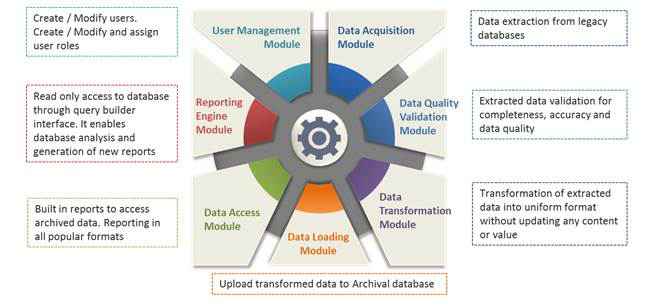 Create / Modify users.
Create / Modify and assign
user roles
User Management
Module
Data Acquisition
Module
Data extraction from legacy
databases
Read only access to database
through query builder
interface. It enables
database analysis and
generation of new reports
Reporting
Engine
Module
Data Quality
Validation
Module
Extracted data validation for
completeness, accuracy and
data quality
Built in reports to access
archived data. Reporting in
all popular formats
Data Access
Module
Data Loading
Module
Data
Transformation
Module
Transformation of extracted
data into uniform format
without updating any content
or value
Upload transformed data to Archival database